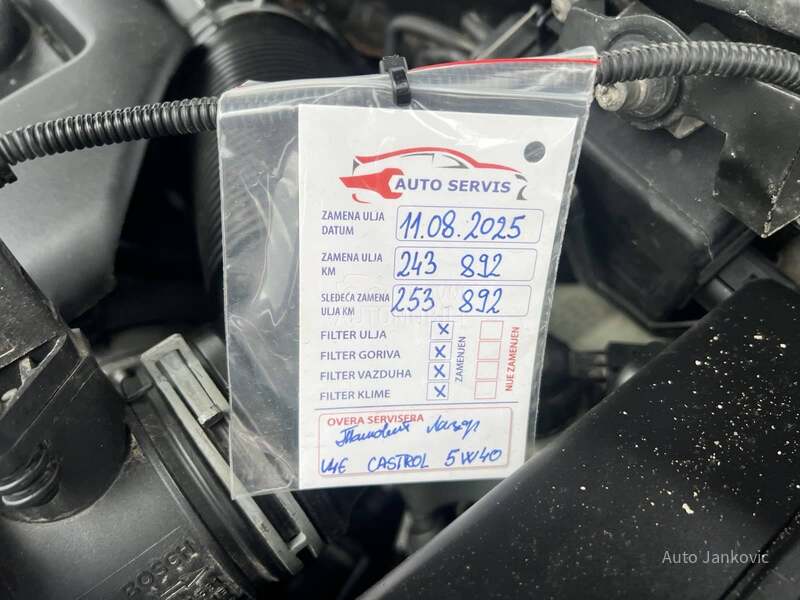 AUTO SERVIS
ZAMENA ULJA DATUM 11.08.2025
ZAMENA ULJA KM 243 892
SLEDEĆA ZAMENA ULJA KM 253 892
FILTER ULJA X
FILTER GORIVA X
FILTER VAZDUHA X
FILTER KLIME X
ZAMENJEN
NIJE ZAMENJEN
OVERA SERVISERA
CASTROL 5W40
BOSCH
Auto Jankovic